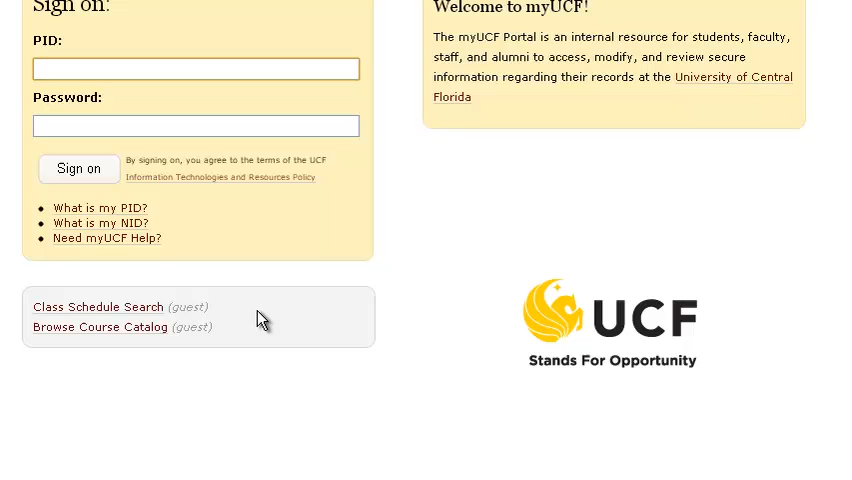 Sign on:
PID:
Password:
Sign on
By signing on, you agree to the terms of the UCF
Information Technologies and Resources Policy
What is my PID?
What is my NID?
Need myUCF Help?
Class Schedule Search (guest)
Browse Course Catalog (guest)
Welcome to myUCF!
The myUCF Portal is an internal resource for students, faculty,
staff, and alumni to access, modify, and review secure
information regarding their records at the University of Central
Florida
UCF
Stands For Opportunity